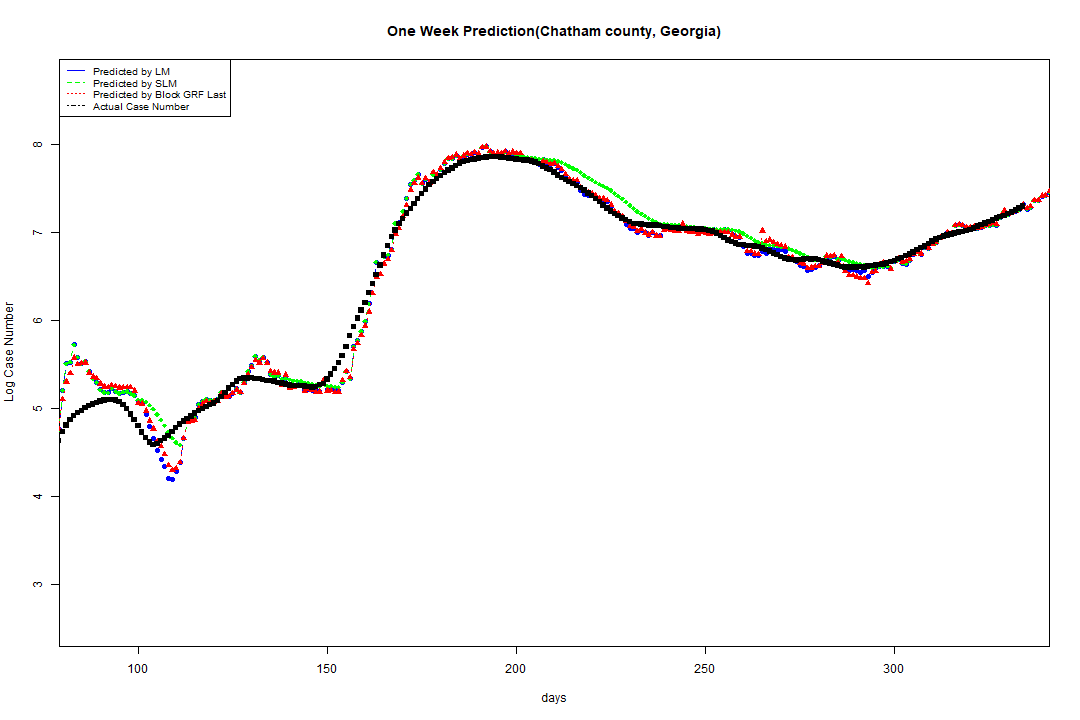 One Week Prediction(Chatham county, Georgia)
Predicted by LM
Predicted by SLM
Predicted by Block GRF Last
Actual Case Number
Log Case Number
8
7
6
5
4
3
100 150 200 250 300
days